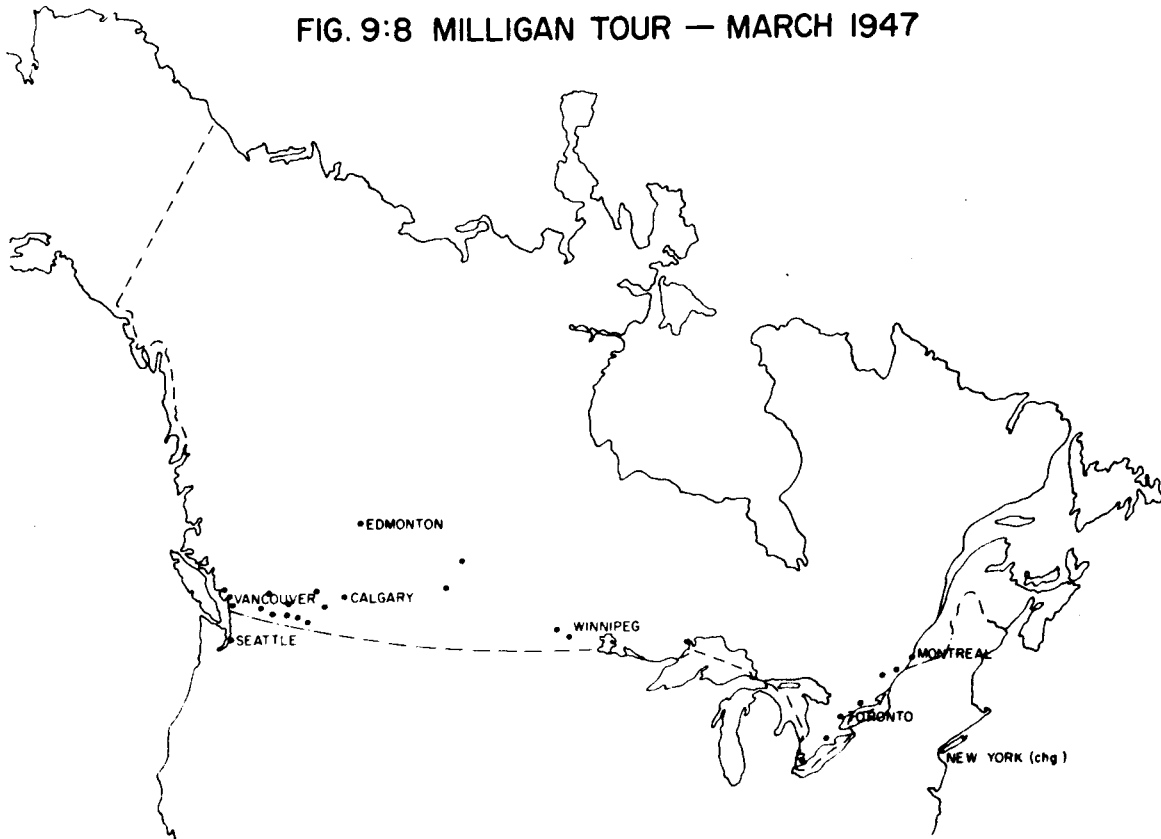 FIG. 9:8 MILLIGAN TOUR — MARCH 1947
EDMONTON
VANCOUVER
CALGARY
WINNIPEG
SEATTLE
MONTREAL
TORONTO
NEW YORK (chg.)